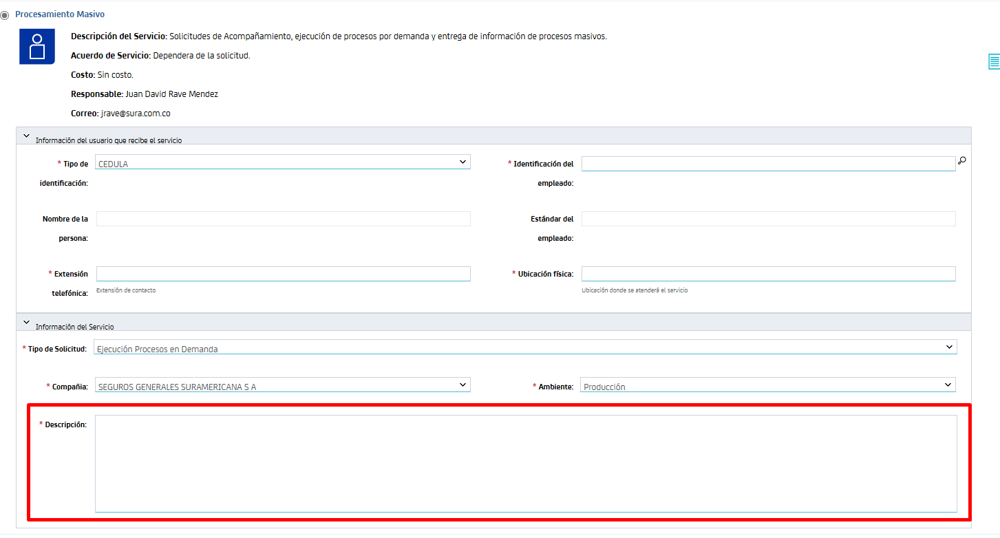 Procesamiento Masivo
Descripción del Servicio: Solicitudes de Acompañamiento, ejecución de procesos por demanda y entrega de información de procesos masivos.
Acuerdo de Servicio: Dependera de la solicitud.
Costo: Sin costo.
Responsable: Juan David Rave Mendez
Correo: jrave@sura.com.co
Información del usuario que recibe el servicio
* Tipo de identificación: CEDULA
* Identificación del empleado:
Nombre de la persona:
Estándar del empleado:
* Extensión telefónica:
Extensión de contacto
* Ubicación física:
Ubicación donde se atenderá el servicio
Información del Servicio
* Tipo de Solicitud: Ejecución Procesos en Demanda
* Compañia: SEGUROS GENERALES SURAMERICANA S A
* Ambiente: Producción
* Descripción: